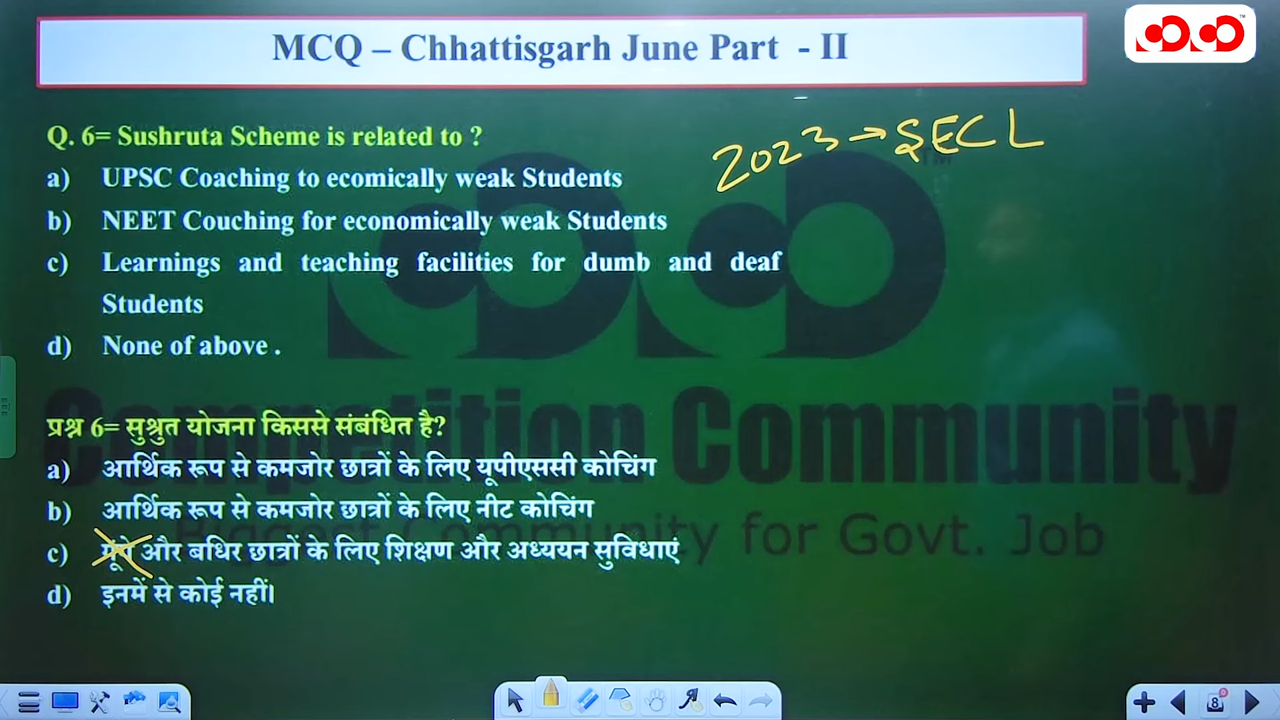 MCQ – Chhattisgarh June Part - II
2023 → SECL
Q. 6= Sushruta Scheme is related to ?
a) UPSC Coaching to ecomically weak Students
b) NEET Couching for economically weak Students
c) Learnings and teaching facilities for dumb and deaf
Students
d) None of above .
प्रश्न 6= सुश्रुत योजना किससे संबंधित है?
a) आर्थिक रूप से कमजोर छात्रों के लिए यूपीएससी कोचिंग
b) आर्थिक रूप से कमजोर छात्रों के लिए नीट कोचिंग
c) गूंगे और बधिर छात्रों के लिए शिक्षण और अध्ययन सुविधाएं
d) इनमें से कोई नहीं।
Competition Community
Biggest Community for Govt. Job
TM
8